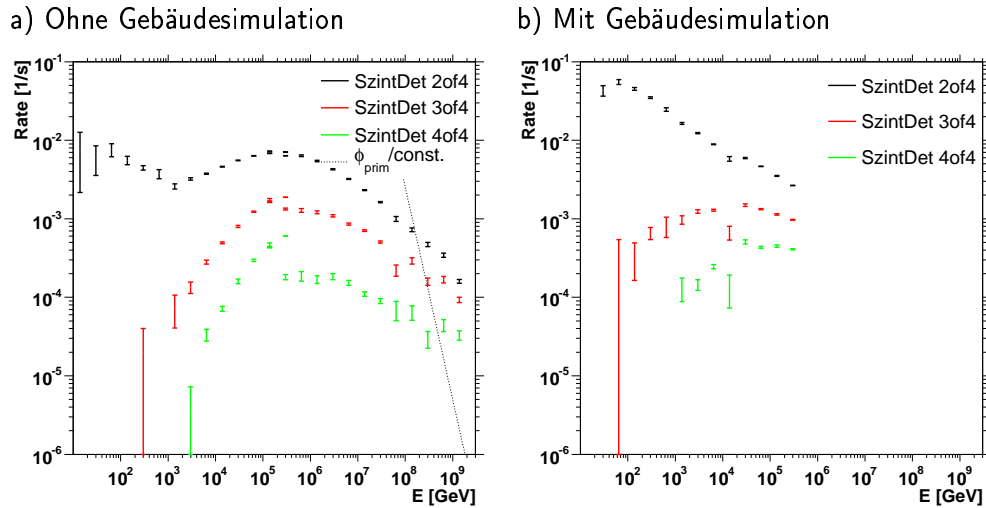 a) Ohne Gebäudesimulation
b) Mit Gebäudesimulation
Rate [1/s]
10^-1
10^-2
10^-3
10^-4
10^-5
10^-6
SzintDet 2of4
SzintDet 3of4
SzintDet 4of4
ϕ_prim/const.
10^2 10^3 10^4 10^5 10^6 10^7 10^8 10^9
E [GeV]
Rate [1/s]
10^-1
10^-2
10^-3
10^-4
10^-5
10^-6
SzintDet 2of4
SzintDet 3of4
SzintDet 4of4
10^2 10^3 10^4 10^5 10^6 10^7 10^8 10^9
E [GeV]